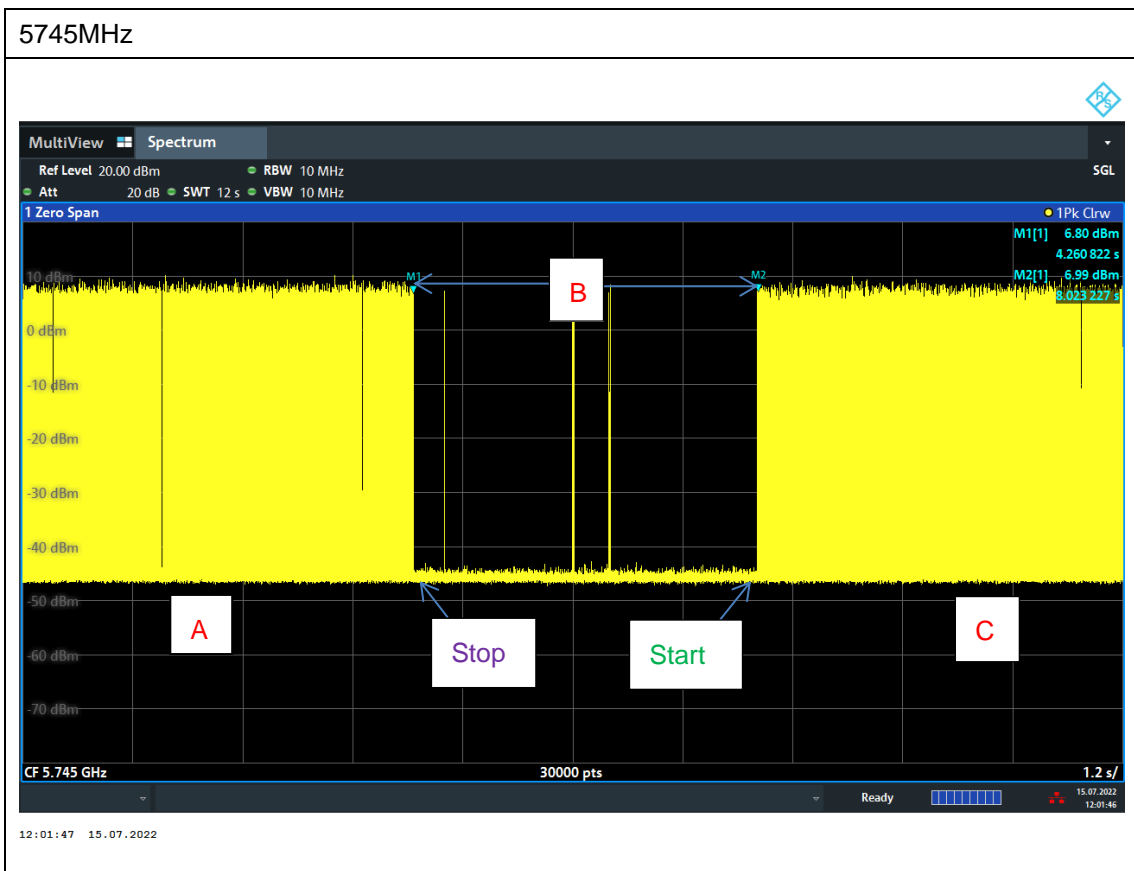 5745MHz
R&S
MultiView Spectrum
Ref Level 20.00 dBm RBW 10 MHz SGL
Att 20 dB SWT 12 s VBW 10 MHz
1 Zero Span 1Pk Clrw
M1[1] 6.80 dBm
4.260 822 s
M2[1] 6.99 dBm
8.023 227 s
10 dBm
M1
B
M2
0 dBm
-10 dBm
-20 dBm
-30 dBm
-40 dBm
-50 dBm
A
Stop
Start
C
-60 dBm
-70 dBm
CF 5.745 GHz 30000 pts 1.2 s/
Ready 15.07.2022
12:01:46
12:01:47 15.07.2022